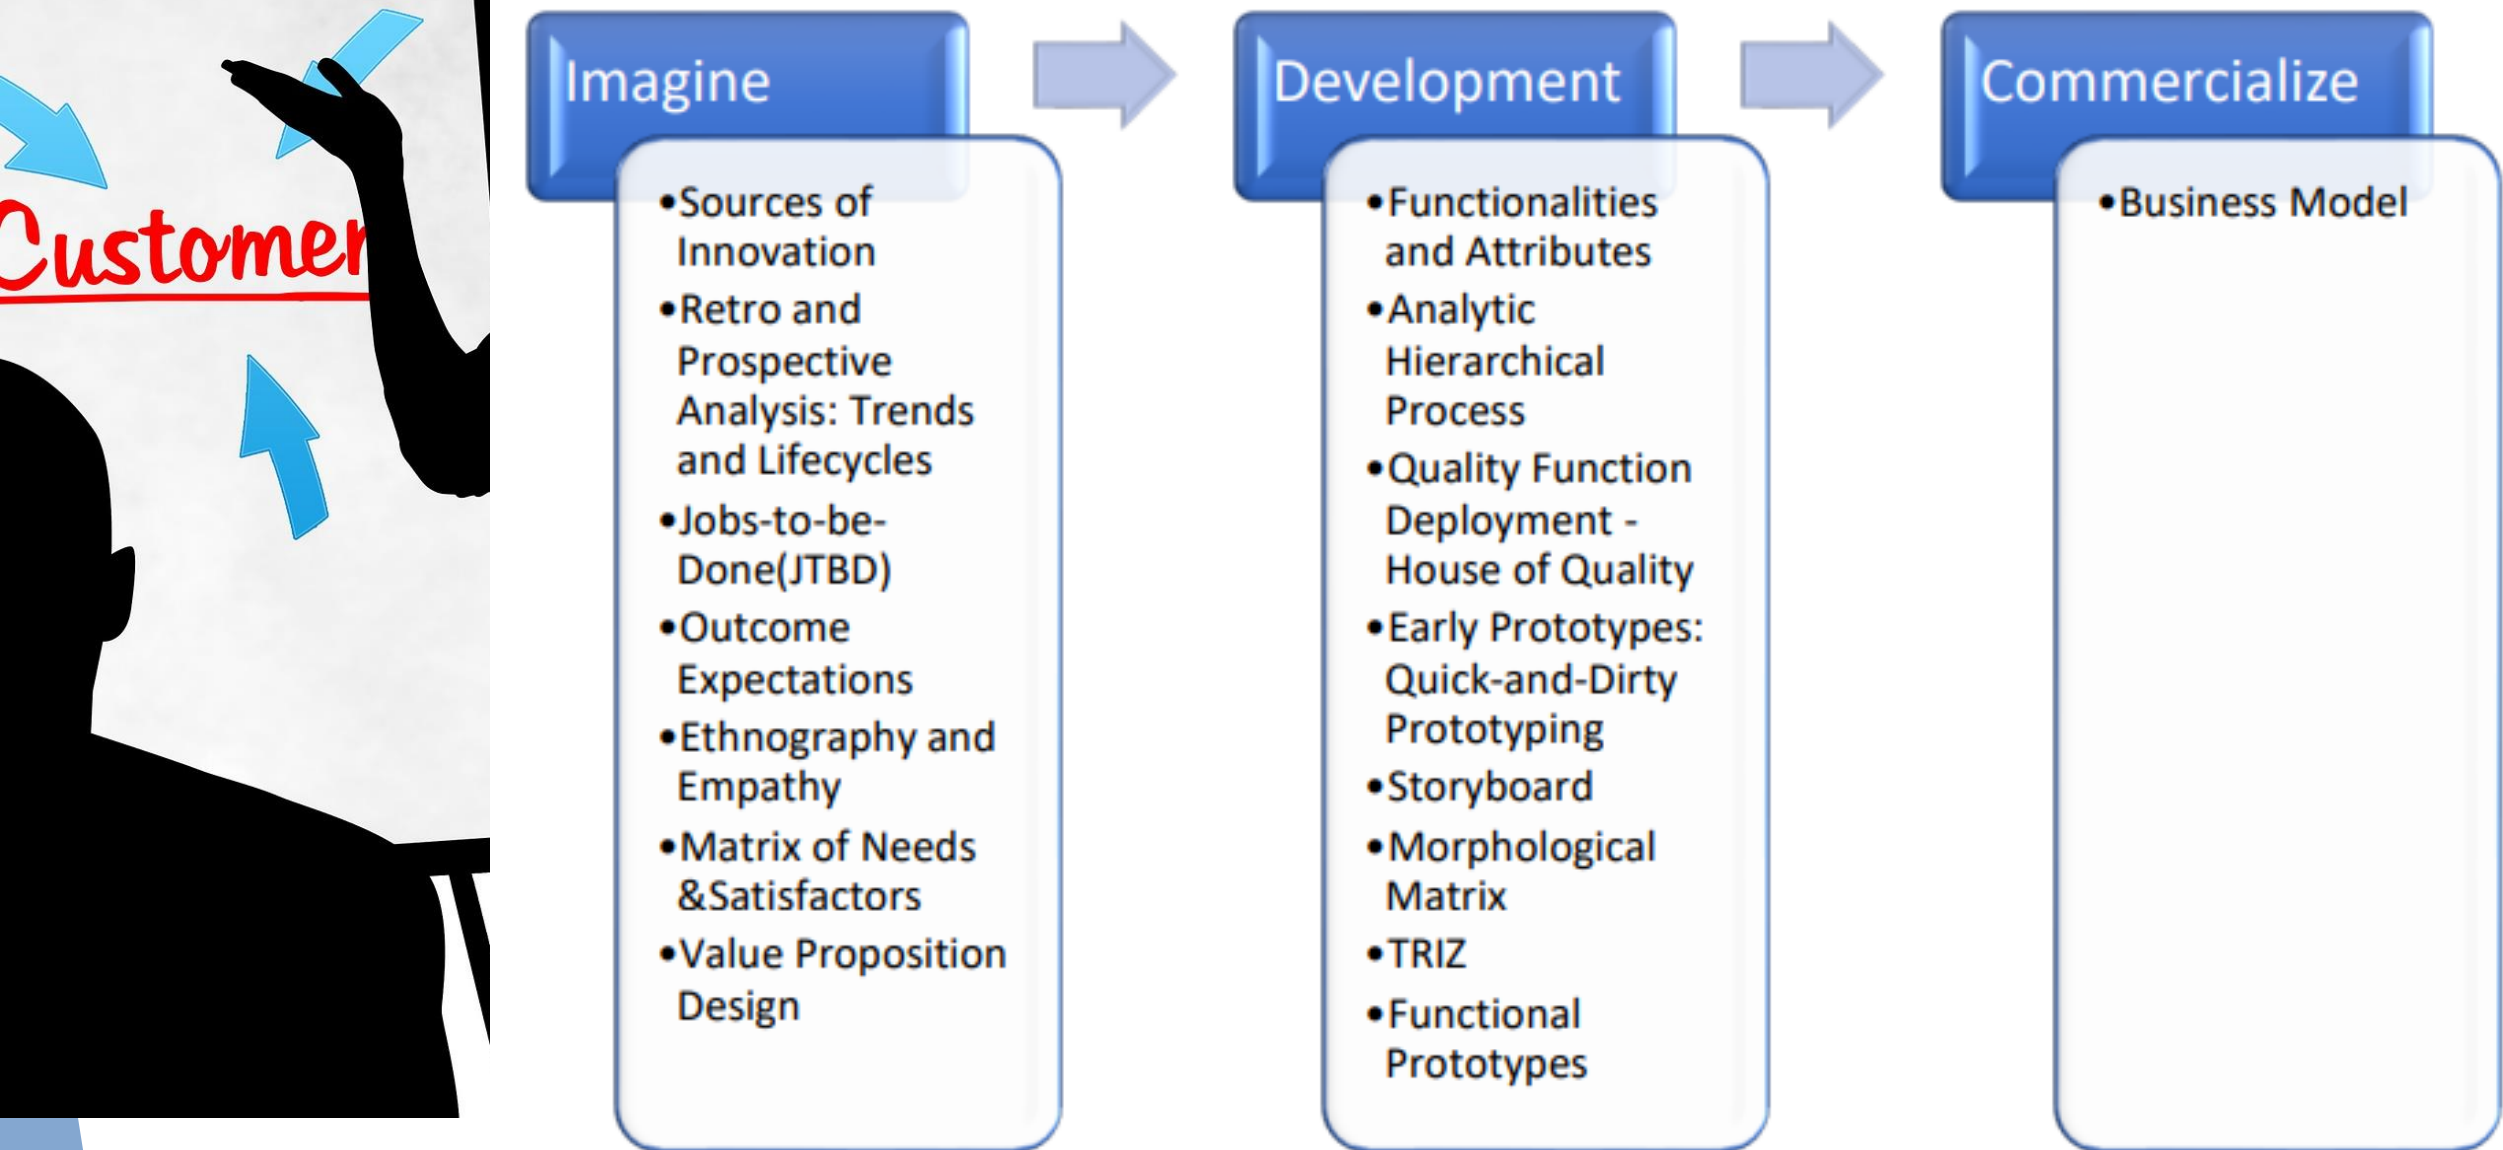 Customer
Imagine
•Sources of
Innovation
•Retro and
Prospective
Analysis: Trends
and Lifecycles
•Jobs-to-be-
Done(JTBD)
•Outcome
Expectations
•Ethnography and
Empathy
•Matrix of Needs
&Satisfactors
•Value Proposition
Design
Development
•Functionalities
and Attributes
•Analytic
Hierarchical
Process
•Quality Function
Deployment -
House of Quality
•Early Prototypes:
Quick-and-Dirty
Prototyping
•Storyboard
•Morphological
Matrix
•TRIZ
•Functional
Prototypes
Commercialize
•Business Model